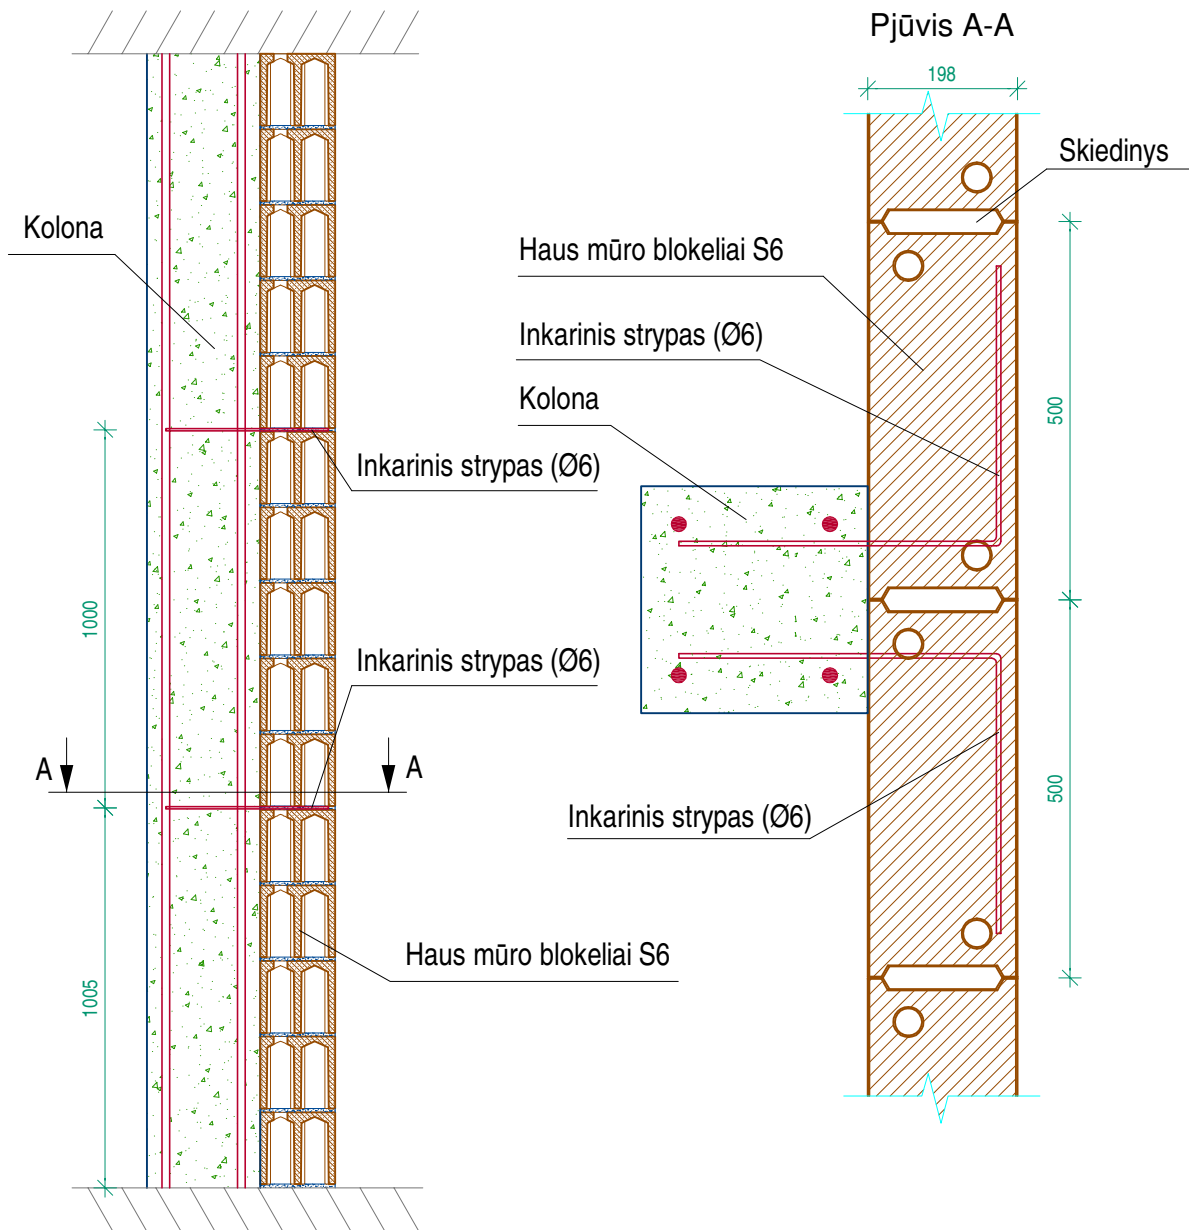 Pjūvis A-A
198
Skiedinys
Kolona
Haus mūro blokeliai S6
Inkarinis strypas (Ø6)
Kolona
500
Inkarinis strypas (Ø6)
1000
Inkarinis strypas (Ø6)
A
A
500
Inkarinis strypas (Ø6)
Haus mūro blokeliai S6
1005